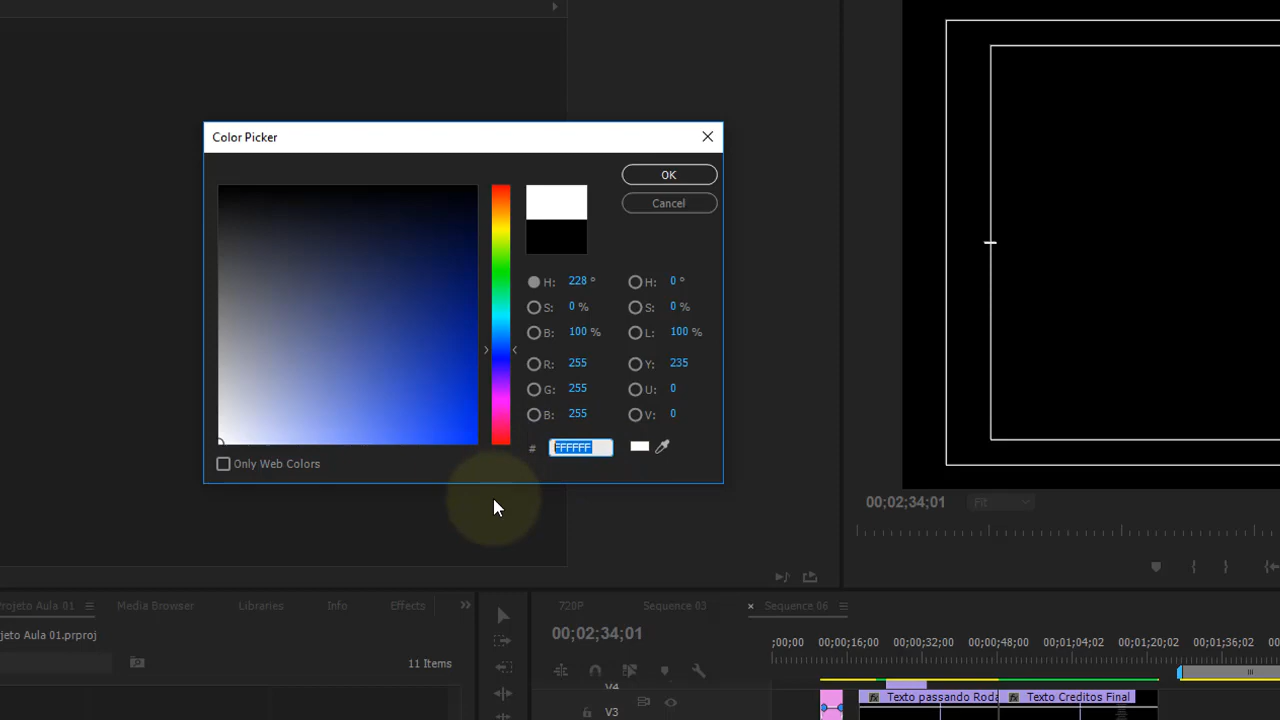 Color Picker
OK
Cancel
H: 228 °
H: 0 °
S: 0 %
S: 0 %
B: 100 %
L: 100 %
R: 255
Y: 235
G: 255
U: 0
B: 255
V: 0
# FFFFFF
Only Web Colors
00;02;34;01
Fit
Projeto Aula 01
Media Browser
Libraries
Info
Effects
720P
Sequence 03
Sequence 06
jeto Aula 01.prproj
00;02;34;01
11 Items
;00;00
00;00;16;00
00;00;32;00
00;00;48;00
00;01;04;02
00;01;20;02
00;01;36;02
00
V4
fx Texto passando Roda
fx Texto Creditos Final
V3